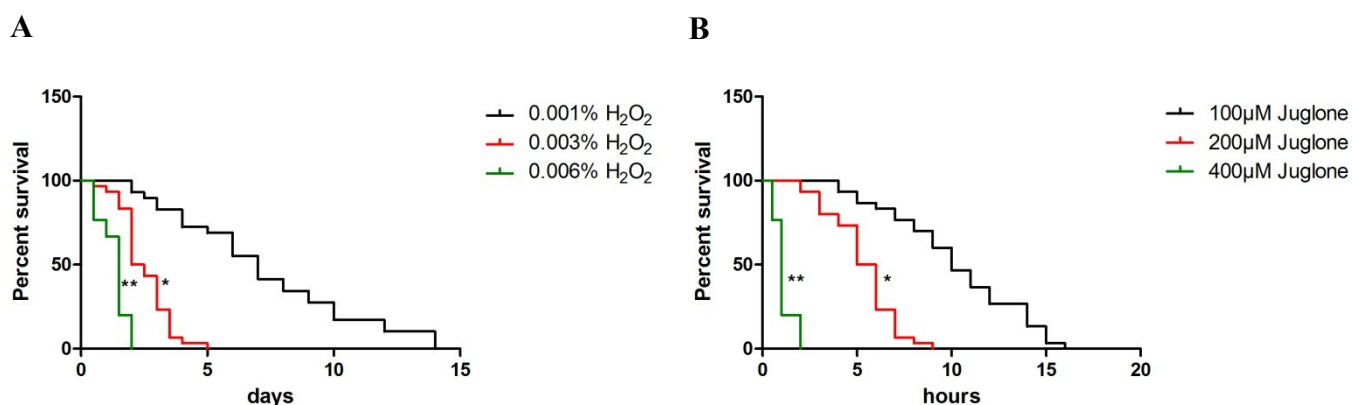 A
150
100
50
0
Percent survival
0 5 10 15
days
0.001% H₂O₂
0.003% H₂O₂
0.006% H₂O₂
**
*
B
150
100
50
0
Percent survival
0 5 10 15 20
hours
100µM Juglone
200µM Juglone
400µM Juglone
**
*